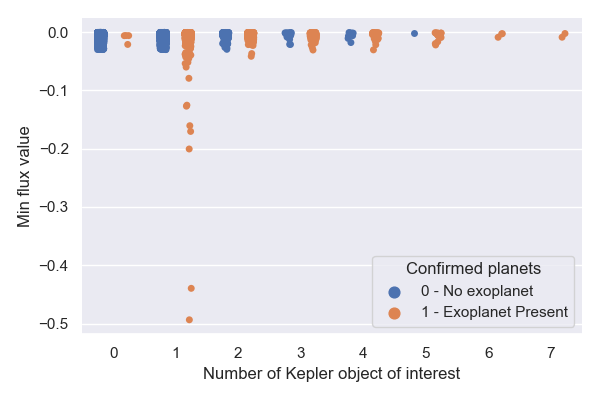 0.0
−0.1
−0.2
−0.3
−0.4
−0.5
Min flux value
Confirmed planets
0 - No exoplanet
1 - Exoplanet Present
0 1 2 3 4 5 6 7
Number of Kepler object of interest